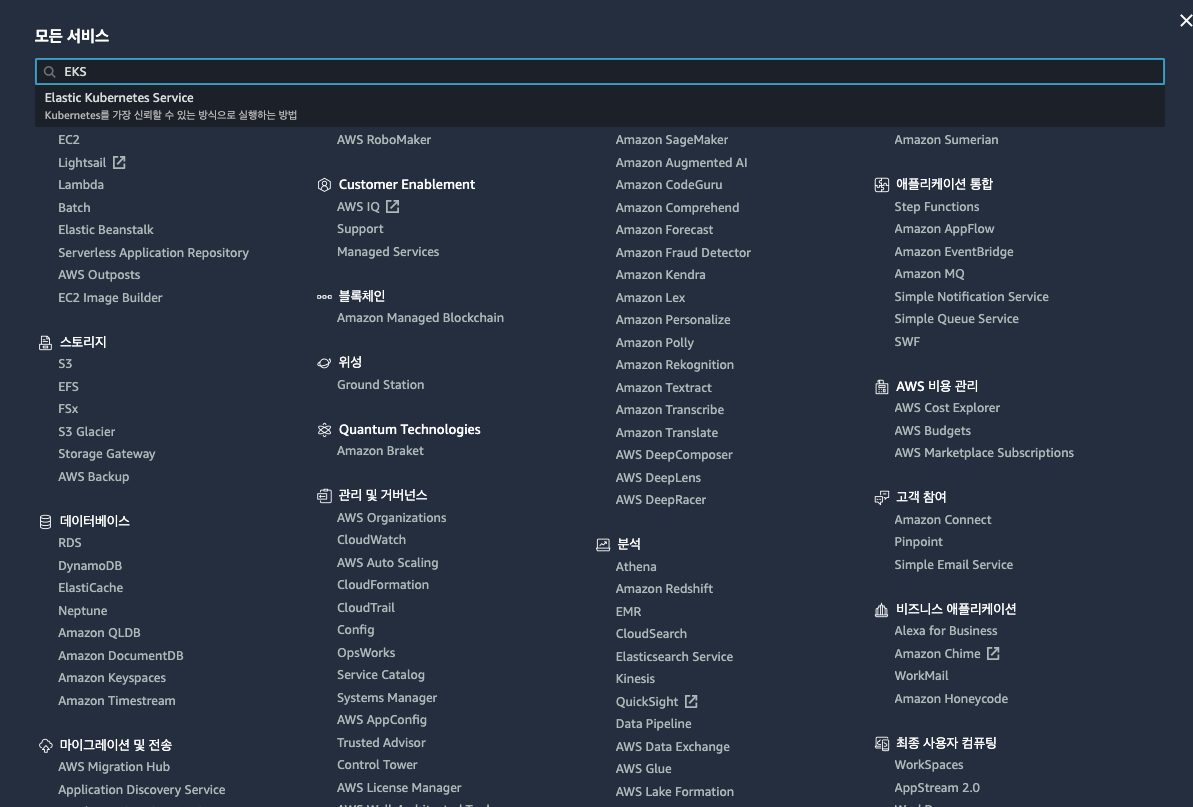 모든 서비스
EKS
Elastic Kubernetes Service
Kubernetes를 가장 신뢰할 수 있는 방식으로 실행하는 방법
EC2
Lightsail
Lambda
Batch
Elastic Beanstalk
Serverless Application Repository
AWS Outposts
EC2 Image Builder
스토리지
S3
EFS
FSx
S3 Glacier
Storage Gateway
AWS Backup
데이터베이스
RDS
DynamoDB
ElastiCache
Neptune
Amazon QLDB
Amazon DocumentDB
Amazon Keyspaces
Amazon Timestream
마이그레이션 및 전송
AWS Migration Hub
Application Discovery Service
AWS RoboMaker
Customer Enablement
AWS IQ
Support
Managed Services
블록체인
Amazon Managed Blockchain
위성
Ground Station
Quantum Technologies
Amazon Braket
관리 및 거버넌스
AWS Organizations
CloudWatch
AWS Auto Scaling
CloudFormation
CloudTrail
Config
OpsWorks
Service Catalog
Systems Manager
AWS AppConfig
Trusted Advisor
Control Tower
AWS License Manager
Amazon SageMaker
Amazon Augmented AI
Amazon CodeGuru
Amazon Comprehend
Amazon Forecast
Amazon Fraud Detector
Amazon Kendra
Amazon Lex
Amazon Personalize
Amazon Polly
Amazon Rekognition
Amazon Textract
Amazon Transcribe
Amazon Translate
AWS DeepComposer
AWS DeepLens
AWS DeepRacer
분석
Athena
Amazon Redshift
EMR
CloudSearch
Elasticsearch Service
Kinesis
QuickSight
Data Pipeline
AWS Data Exchange
AWS Glue
AWS Lake Formation
Amazon Sumerian
애플리케이션 통합
Step Functions
Amazon AppFlow
Amazon EventBridge
Amazon MQ
Simple Notification Service
Simple Queue Service
SWF
AWS 비용 관리
AWS Cost Explorer
AWS Budgets
AWS Marketplace Subscriptions
고객 참여
Amazon Connect
Pinpoint
Simple Email Service
비즈니스 애플리케이션
Alexa for Business
Amazon Chime
WorkMail
Amazon Honeycode
최종 사용자 컴퓨팅
WorkSpaces
AppStream 2.0